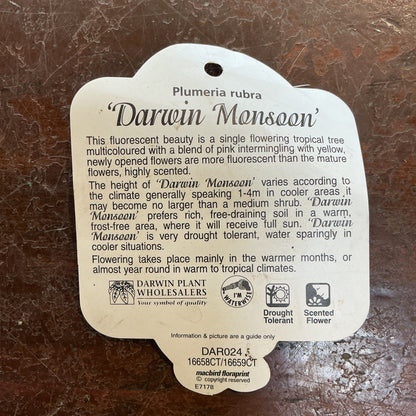 Plumeria rubra
'Darwin Monsoon'
This fluorescent beauty is a single flowering tropical tree
multicoloured with a blend of pink intermingling with yellow,
newly opened flowers are more fluorescent than the mature
flowers, highly scented.
The height of 'Darwin Monsoon' varies according to
the climate generally speaking 1-4m in cooler areas it
may become no larger than a medium shrub. 'Darwin
Monsoon' prefers rich, free-draining soil in a warm,
frost-free area, where it will receive full sun. 'Darwin
Monsoon' is very drought tolerant, water sparingly in
cooler situations.
Flowering takes place mainly in the warmer months, or
almost year round in warm to tropical climates.
DARWIN PLANT
WHOLESALERS
Your symbol of quality
I'M
WATERWISE
Drought
Tolerant
Scented
Flower
Information & picture are a guide only
DAR024
16658CT/16659CT
macbird floraprint
© copyright reserved
E7178